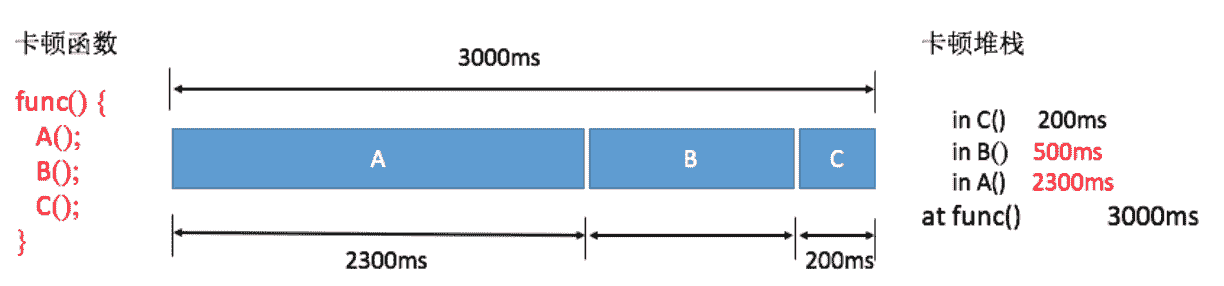 卡顿函数
func() {
A();
B();
C();
}
3000ms
A
B
C
2300ms
200ms
卡顿堆栈
in C() 200ms
in B() 500ms
in A() 2300ms
at func() 3000ms